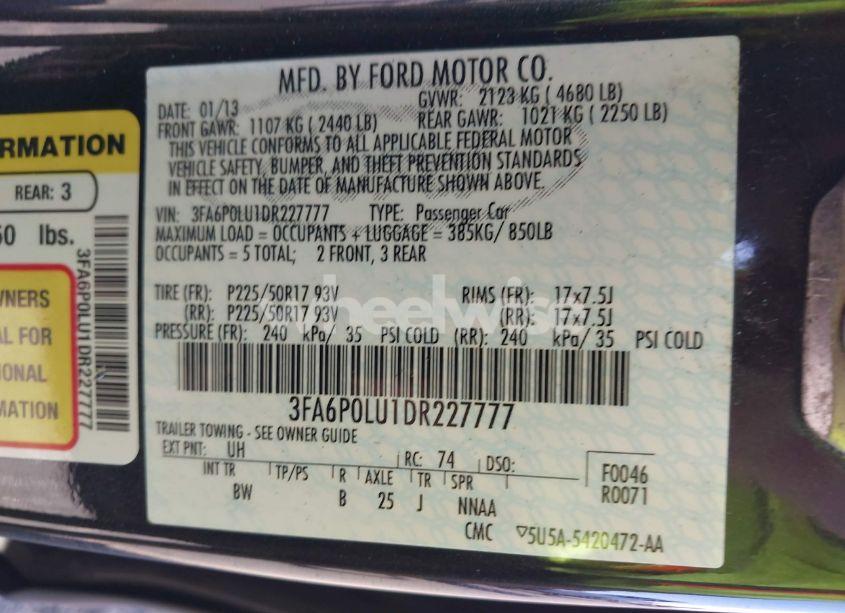 MFD. BY FORD MOTOR CO.
DATE: 01/13 GVWR: 2123 KG ( 4680 LB)
FRONT GAWR: 1107 KG ( 2440 LB) REAR GAWR: 1021 KG ( 2250 LB)
THIS VEHICLE CONFORMS TO ALL APPLICABLE FEDERAL MOTOR
VEHICLE SAFETY, BUMPER, AND THEFT PREVENTION STANDARDS
IN EFFECT ON THE DATE OF MANUFACTURE SHOWN ABOVE.
VIN: 3FA6P0LU1DR227777 TYPE: Passenger Car
MAXIMUM LOAD = OCCUPANTS + LUGGAGE = 385KG/ 850LB
OCCUPANTS = 5 TOTAL; 2 FRONT, 3 REAR
TIRE (FR): P225/50R17 93V RIMS (FR): 17x7.5J
(RR): P225/50R17 93V (RR): 17x7.5J
PRESSURE (FR): 240 kPa/ 35 PSI COLD (RR): 240 kPa/ 35 PSI COLD
3FA6P0LU1DR227777
TRAILER TOWING - SEE OWNER GUIDE
EXT PNT: UH RC: 74 DSO: F0046
INT TR TP/PS R AXLE TR SPR R0071
BW B 25 J NNAA
CMC ▽5U5A-5420472-AA
RMATION
REAR: 3
lbs.
3FA6P0LU1DR227777
WNERS
AL FOR
IONAL
RMATION
wheelwise